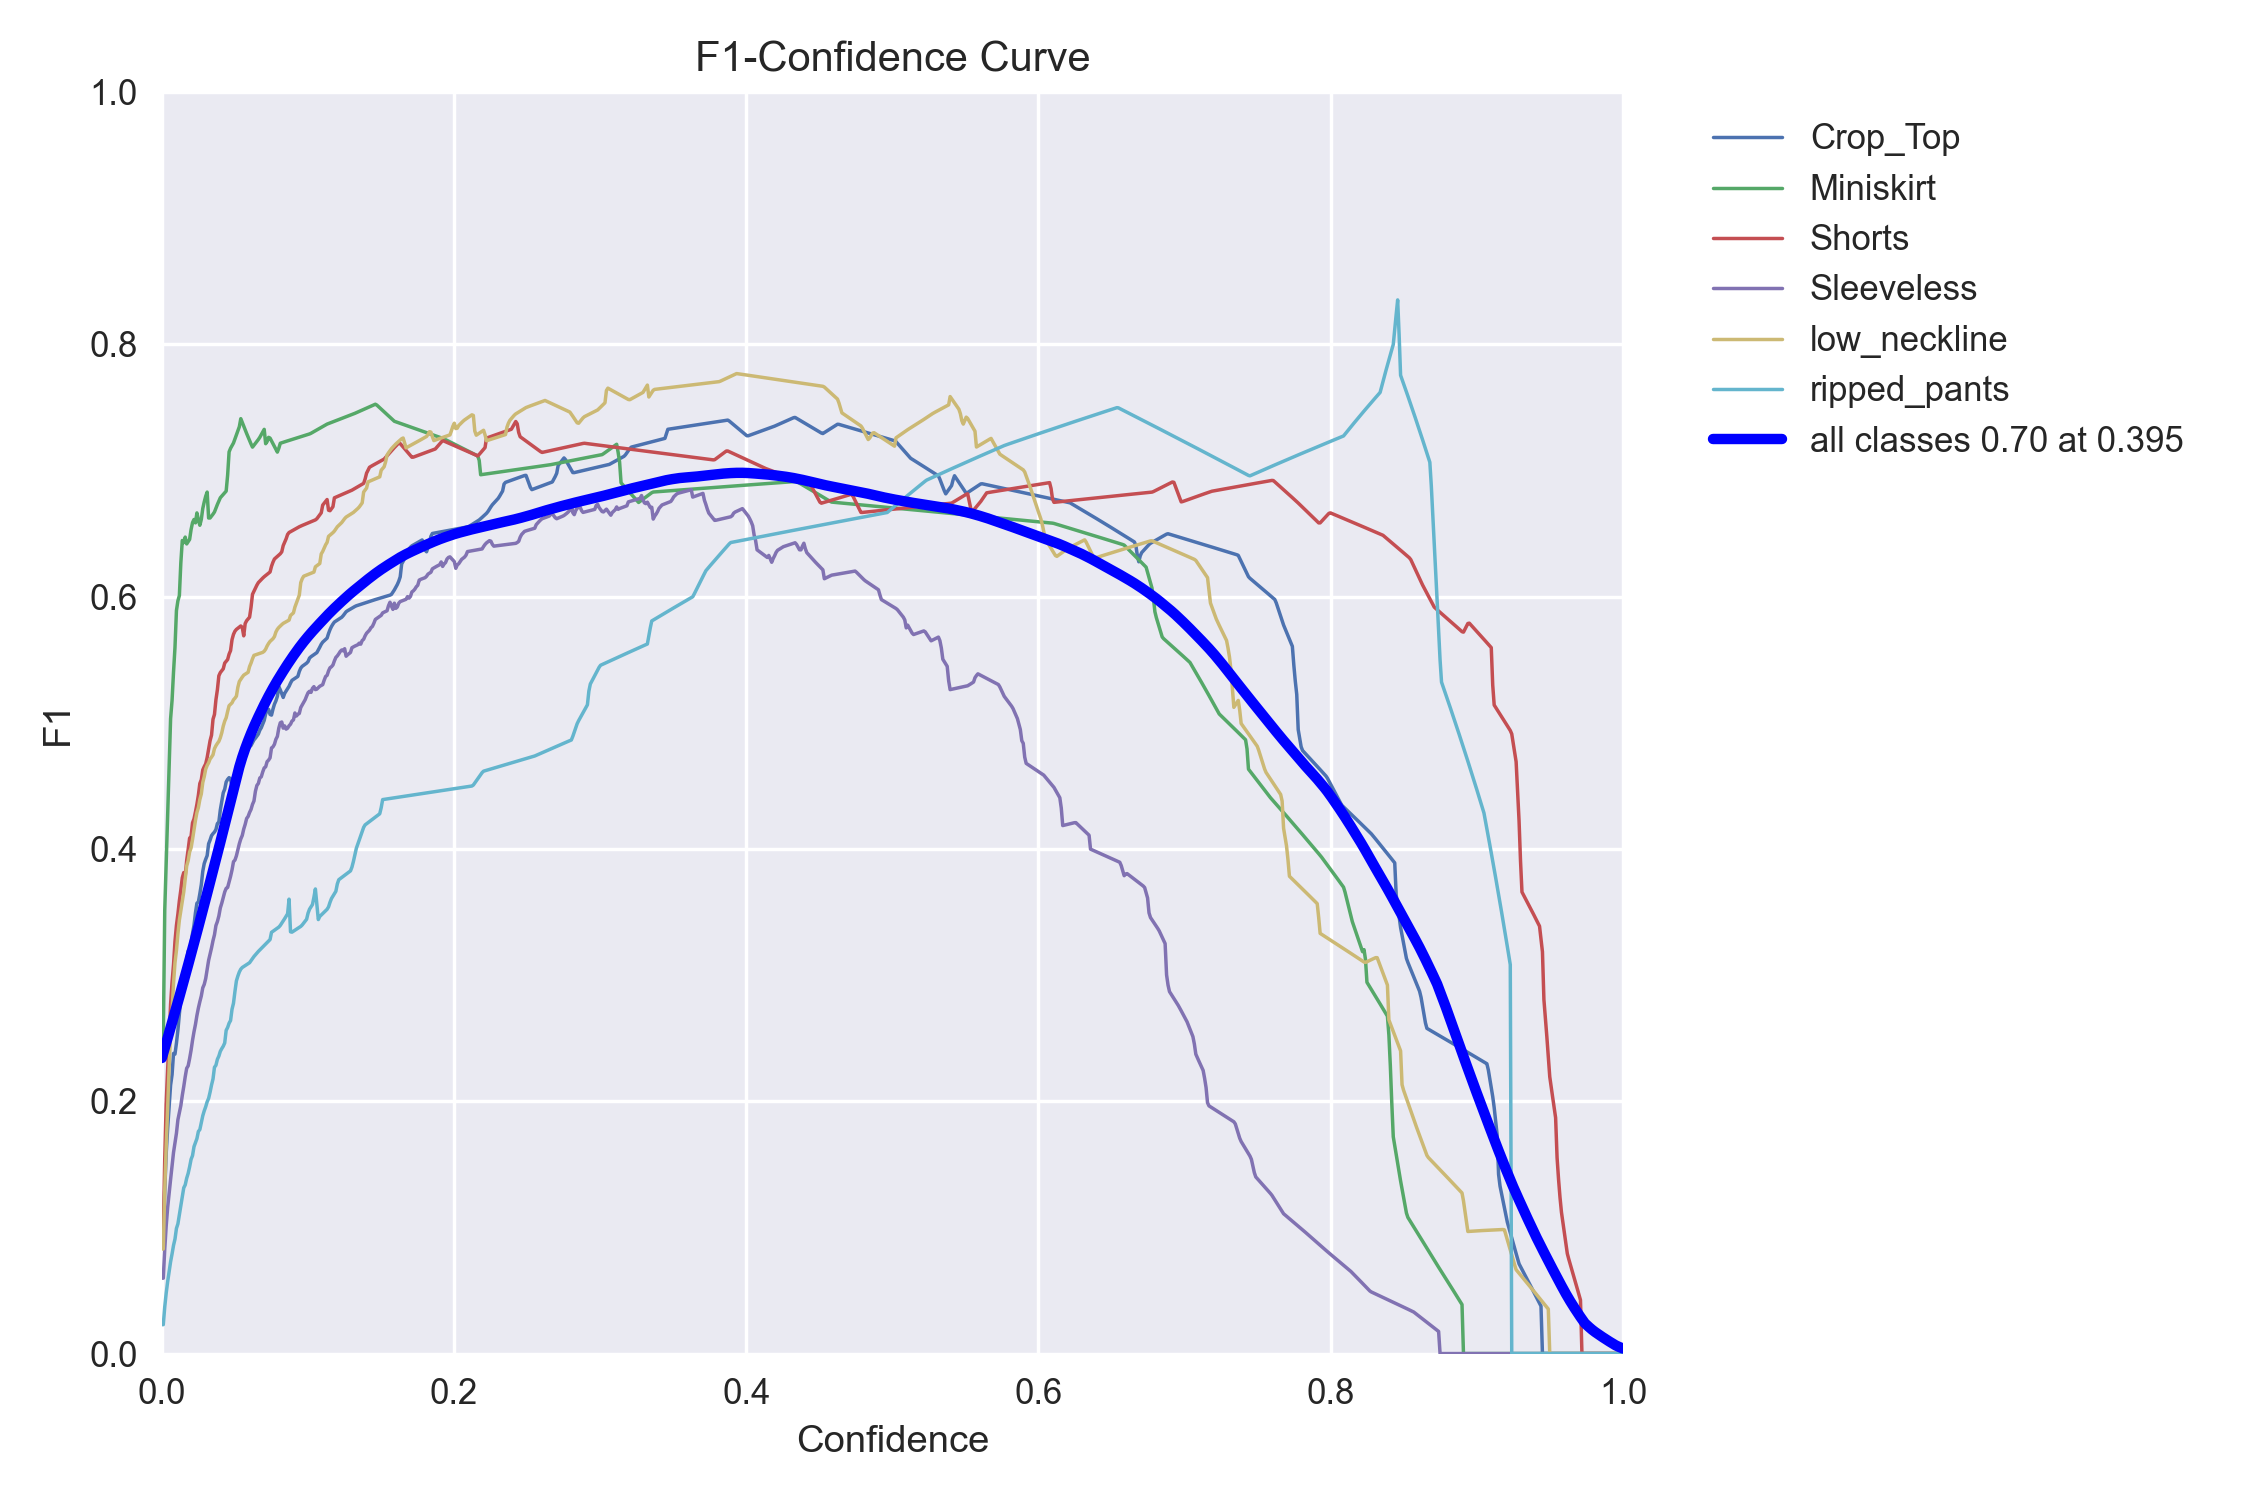 F1-Confidence Curve
1.0
0.8
0.6
0.4
0.2
0.0
F1
0.0 0.2 0.4 0.6 0.8 1.0
Confidence
Crop_Top
Miniskirt
Shorts
Sleeveless
low_neckline
ripped_pants
all classes 0.70 at 0.395